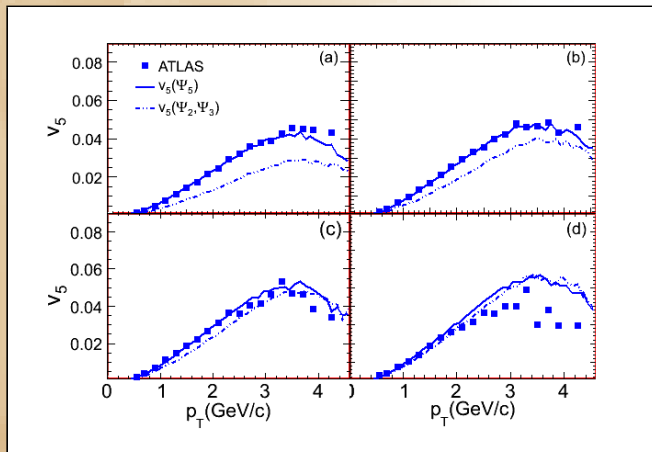 0.08
0.06
0.04
0.02
v5
(a)
ATLAS
v5(Ψ5)
v5(Ψ2,Ψ3)
(b)
0.08
0.06
0.04
0.02
v5
(c)
(d)
0 1 2 3 4
pT(GeV/c)
0 1 2 3 4
pT(GeV/c)